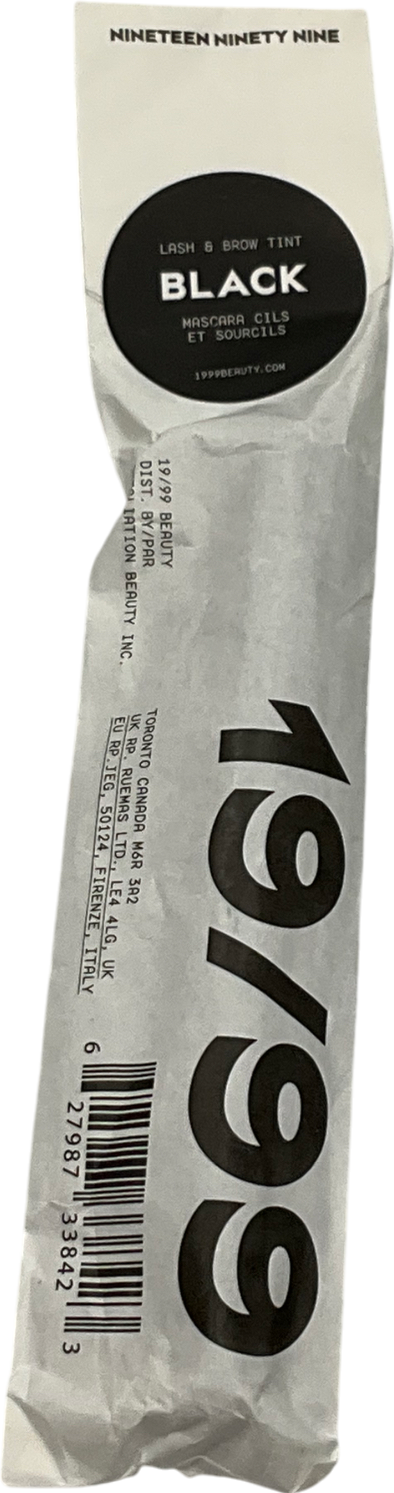 NINETEEN NINETY NINE
LASH & BROW TINT
BLACK
MASCARA CILS
ET SOURCILS
1999BEAUTY.COM
19/99 BEAUTY
DIST. BY/PAR
BEAUTY INC.
TORONTO CANADA M6R 3A2
UK RP. RUEMAS LTD., LE4 4LG, UK
EU RP.JEG, 50124, FIRENZE, ITALY
19/99
6 27987 33842 3